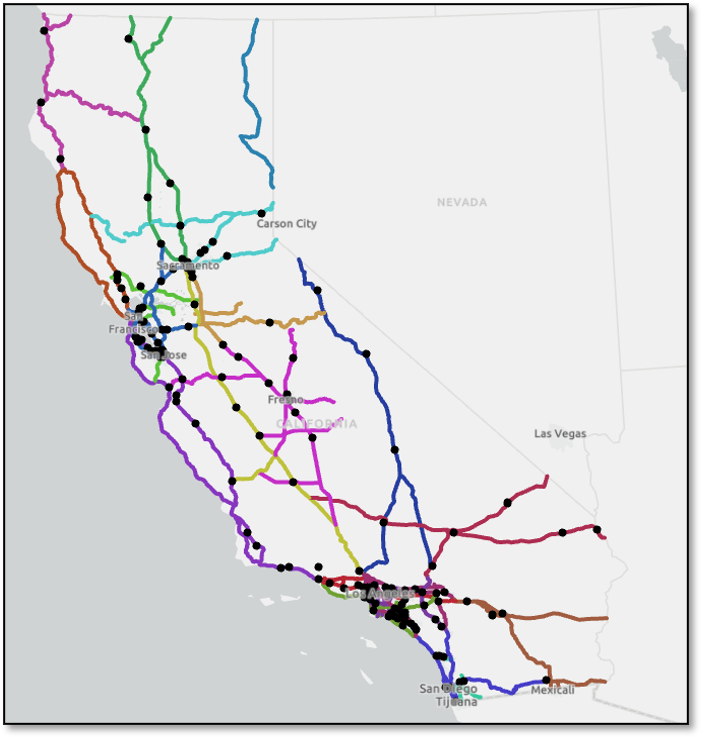 NEVADA
Carson City
Sacramento
San
Francisco
San Jose
Fresno
CALIFORNIA
Las Vegas
Los Angeles
San Diego
Mexicali
Tijuana